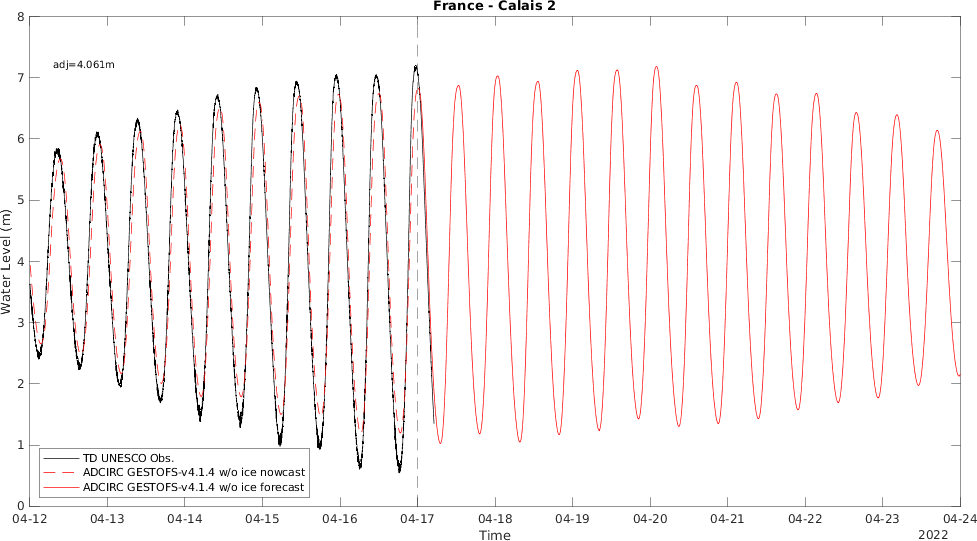 France - Calais 2
8
adj=4.061m
7
6
5
4
3
2
1
0
Water Level (m)
TD UNESCO Obs.
ADCIRC GESTOFS-v4.1.4 w/o ice nowcast
ADCIRC GESTOFS-v4.1.4 w/o ice forecast
04-12 04-13 04-14 04-15 04-16 04-17 04-18 04-19 04-20 04-21 04-22 04-23 04-24
Time
2022